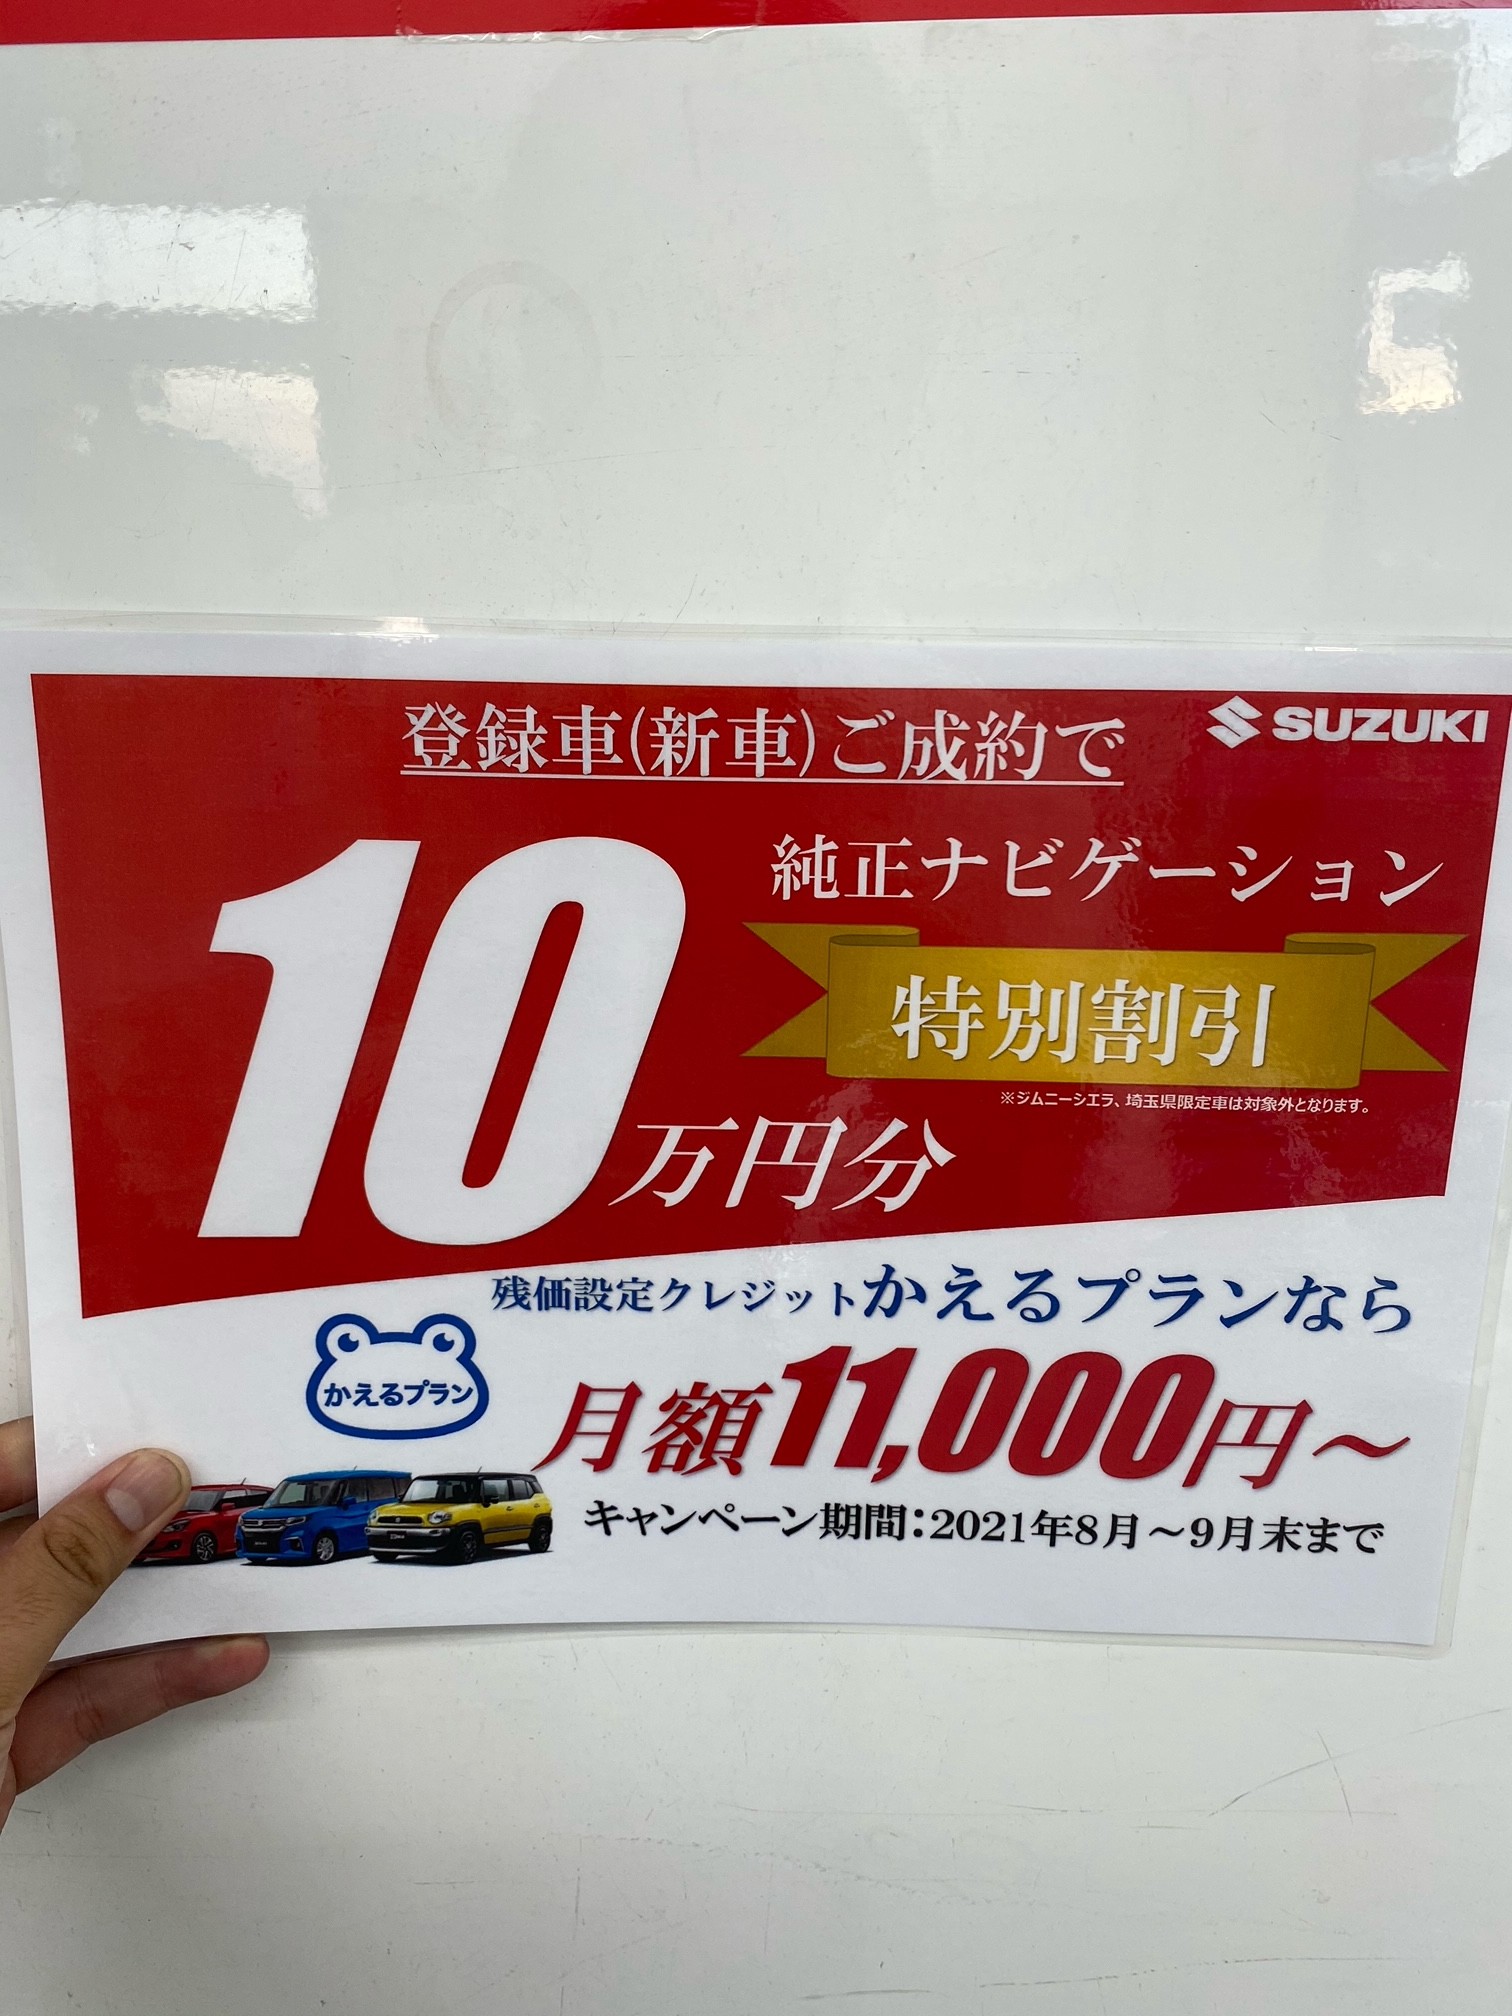 登録車(新車)ご成約で
SUZUKI
純正ナビゲーション
特別割引
※ジムニーシエラ、埼玉県限定車は対象外となります。
10万円分
残価設定クレジットかえるプランなら
かえるプラン
月額11,000円～
キャンペーン期間：2021年8月～9月末まで